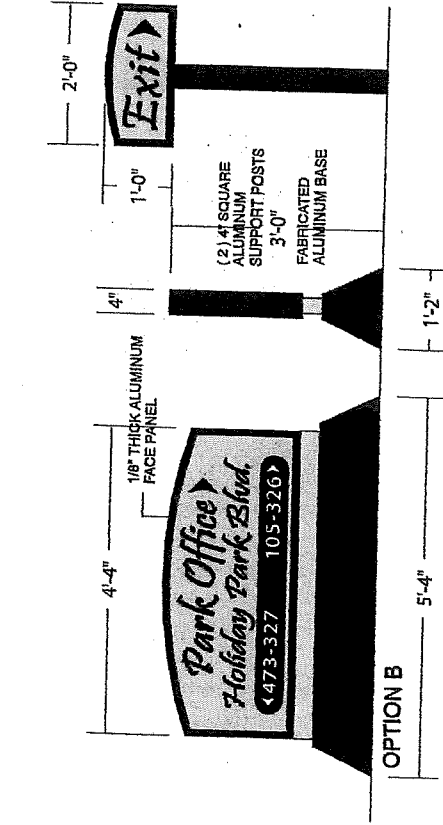 2'-0"
Exit
1'-0"
( 2 ) 4" SQUARE
ALUMINUM
SUPPORT POSTS
3'-0"
FABRICATED
ALUMINUM BASE
4"
1'-2"
1/8" THICK ALUMINUM
FACE PANEL
4'-4"
Park Office
Holiday Park Blvd.
473-327 105-326
5'-4"
OPTION B